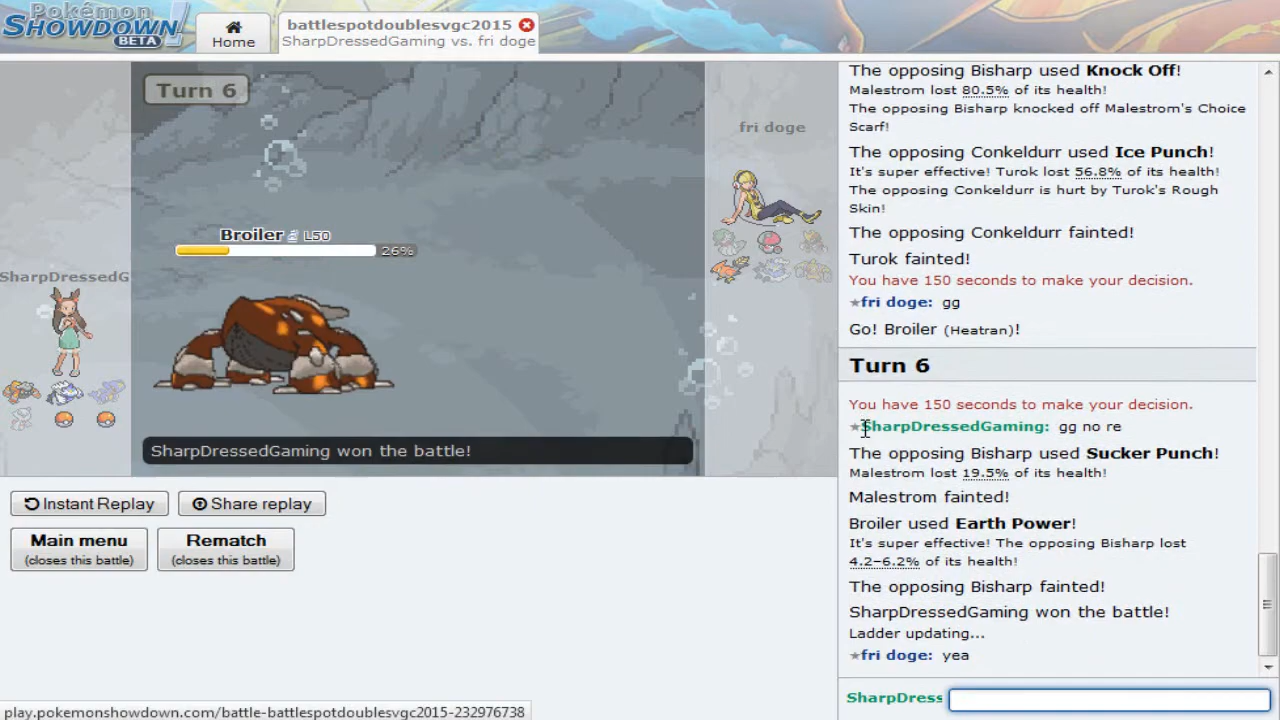 Pokémon
SHOWDOWN!
BETA
Home
battlespotdoublesvgc2015
SharpDressedGaming vs. fri doge
Turn 6
fri doge
Broiler L50
26%
SharpDressedG
SharpDressedGaming won the battle!
Instant Replay
Share replay
Main menu
(closes this battle)
Rematch
(closes this battle)
play.pokemonshowdown.com/battle-battlespotdoublesvgc2015-232976738
The opposing Bisharp used Knock Off!
Malestrom lost 80.5% of its health!
The opposing Bisharp knocked off Malestrom's Choice
Scarf!
The opposing Conkeldurr used Ice Punch!
It's super effective! Turok lost 56.8% of its health!
The opposing Conkeldurr is hurt by Turok's Rough
Skin!
The opposing Conkeldurr fainted!
Turok fainted!
You have 150 seconds to make your decision.
★fri doge: gg
Go! Broiler (Heatran)!
Turn 6
You have 150 seconds to make your decision.
★SharpDressedGaming: gg no re
The opposing Bisharp used Sucker Punch!
Malestrom lost 19.5% of its health!
Malestrom fainted!
Broiler used Earth Power!
It's super effective! The opposing Bisharp lost
4.2–6.2% of its health!
The opposing Bisharp fainted!
SharpDressedGaming won the battle!
Ladder updating...
★fri doge: yea
SharpDress